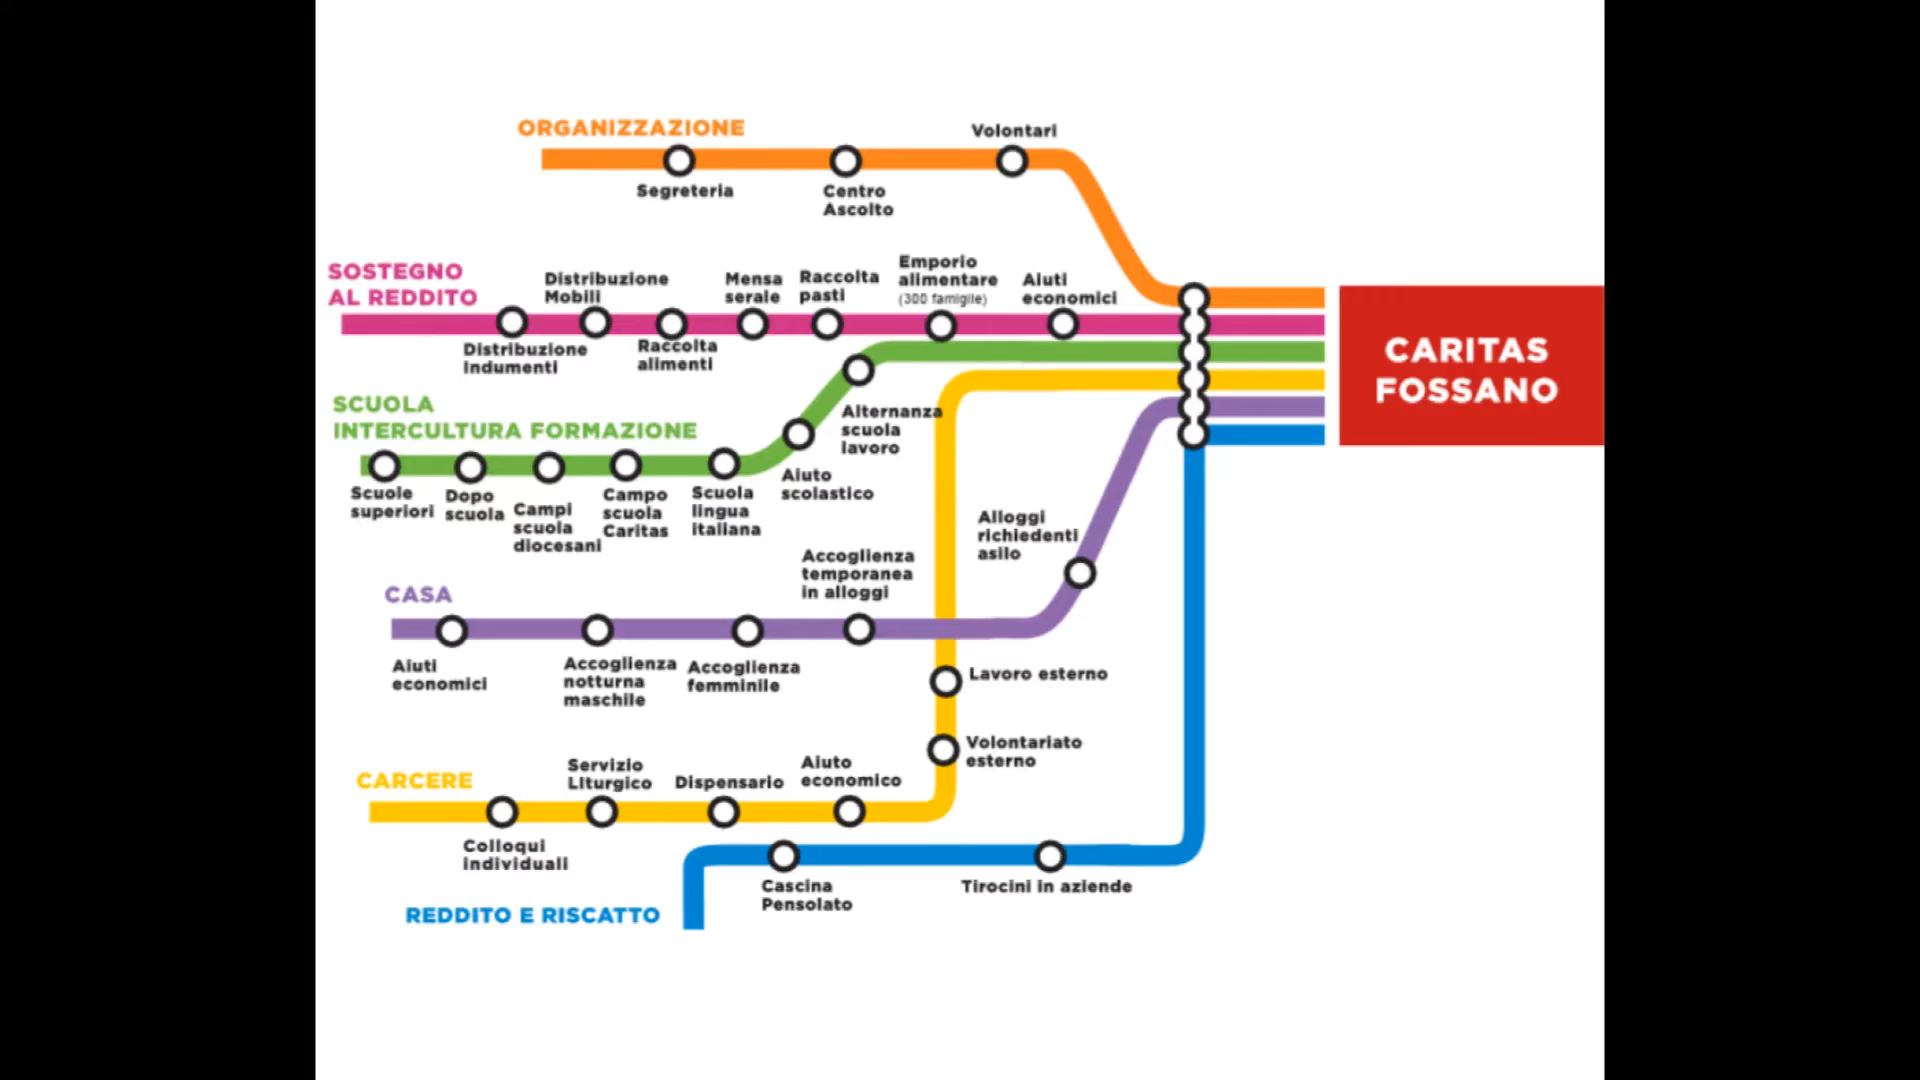 ORGANIZZAZIONE
Volontari
Segreteria
Centro
Ascolto
SOSTEGNO
AL REDDITO
Distribuzione
Mobili
Mensa
serale
Raccolta
pasti
Emporio
alimentare
(300 famiglie)
Aiuti
economici
Distribuzione
Indumenti
Raccolta
alimenti
CARITAS
FOSSANO
SCUOLA
INTERCULTURA FORMAZIONE
Alternanza
scuola
lavoro
Aiuto
scolastico
Scuole
superiori
Dopo
scuola
Campi
scuola
diocesani
Campo
scuola
Caritas
Scuola
lingua
italiana
Alloggi
richiedenti
asilo
Accoglienza
temporanea
in alloggi
CASA
Aiuti
economici
Accoglienza
notturna
maschile
Accoglienza
femminile
Lavoro esterno
Volontariato
esterno
CARCERE
Servizio
Liturgico
Dispensario
Aiuto
economico
Colloqui
individuali
Cascina
Pensolato
Tirocini in aziende
REDDITO E RISCATTO